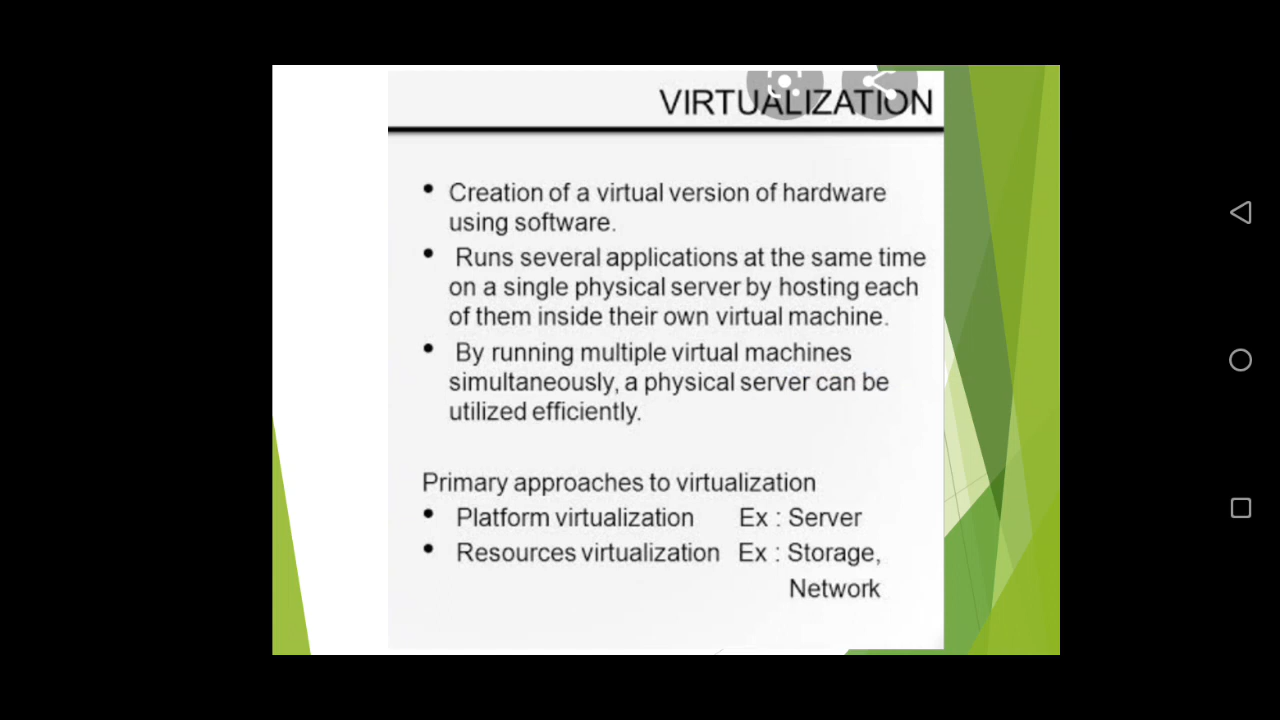 VIRTUALIZATION
• Creation of a virtual version of hardware
using software.
• Runs several applications at the same time
on a single physical server by hosting each
of them inside their own virtual machine.
• By running multiple virtual machines
simultaneously, a physical server can be
utilized efficiently.
Primary approaches to virtualization
• Platform virtualization Ex : Server
• Resources virtualization Ex : Storage,
Network